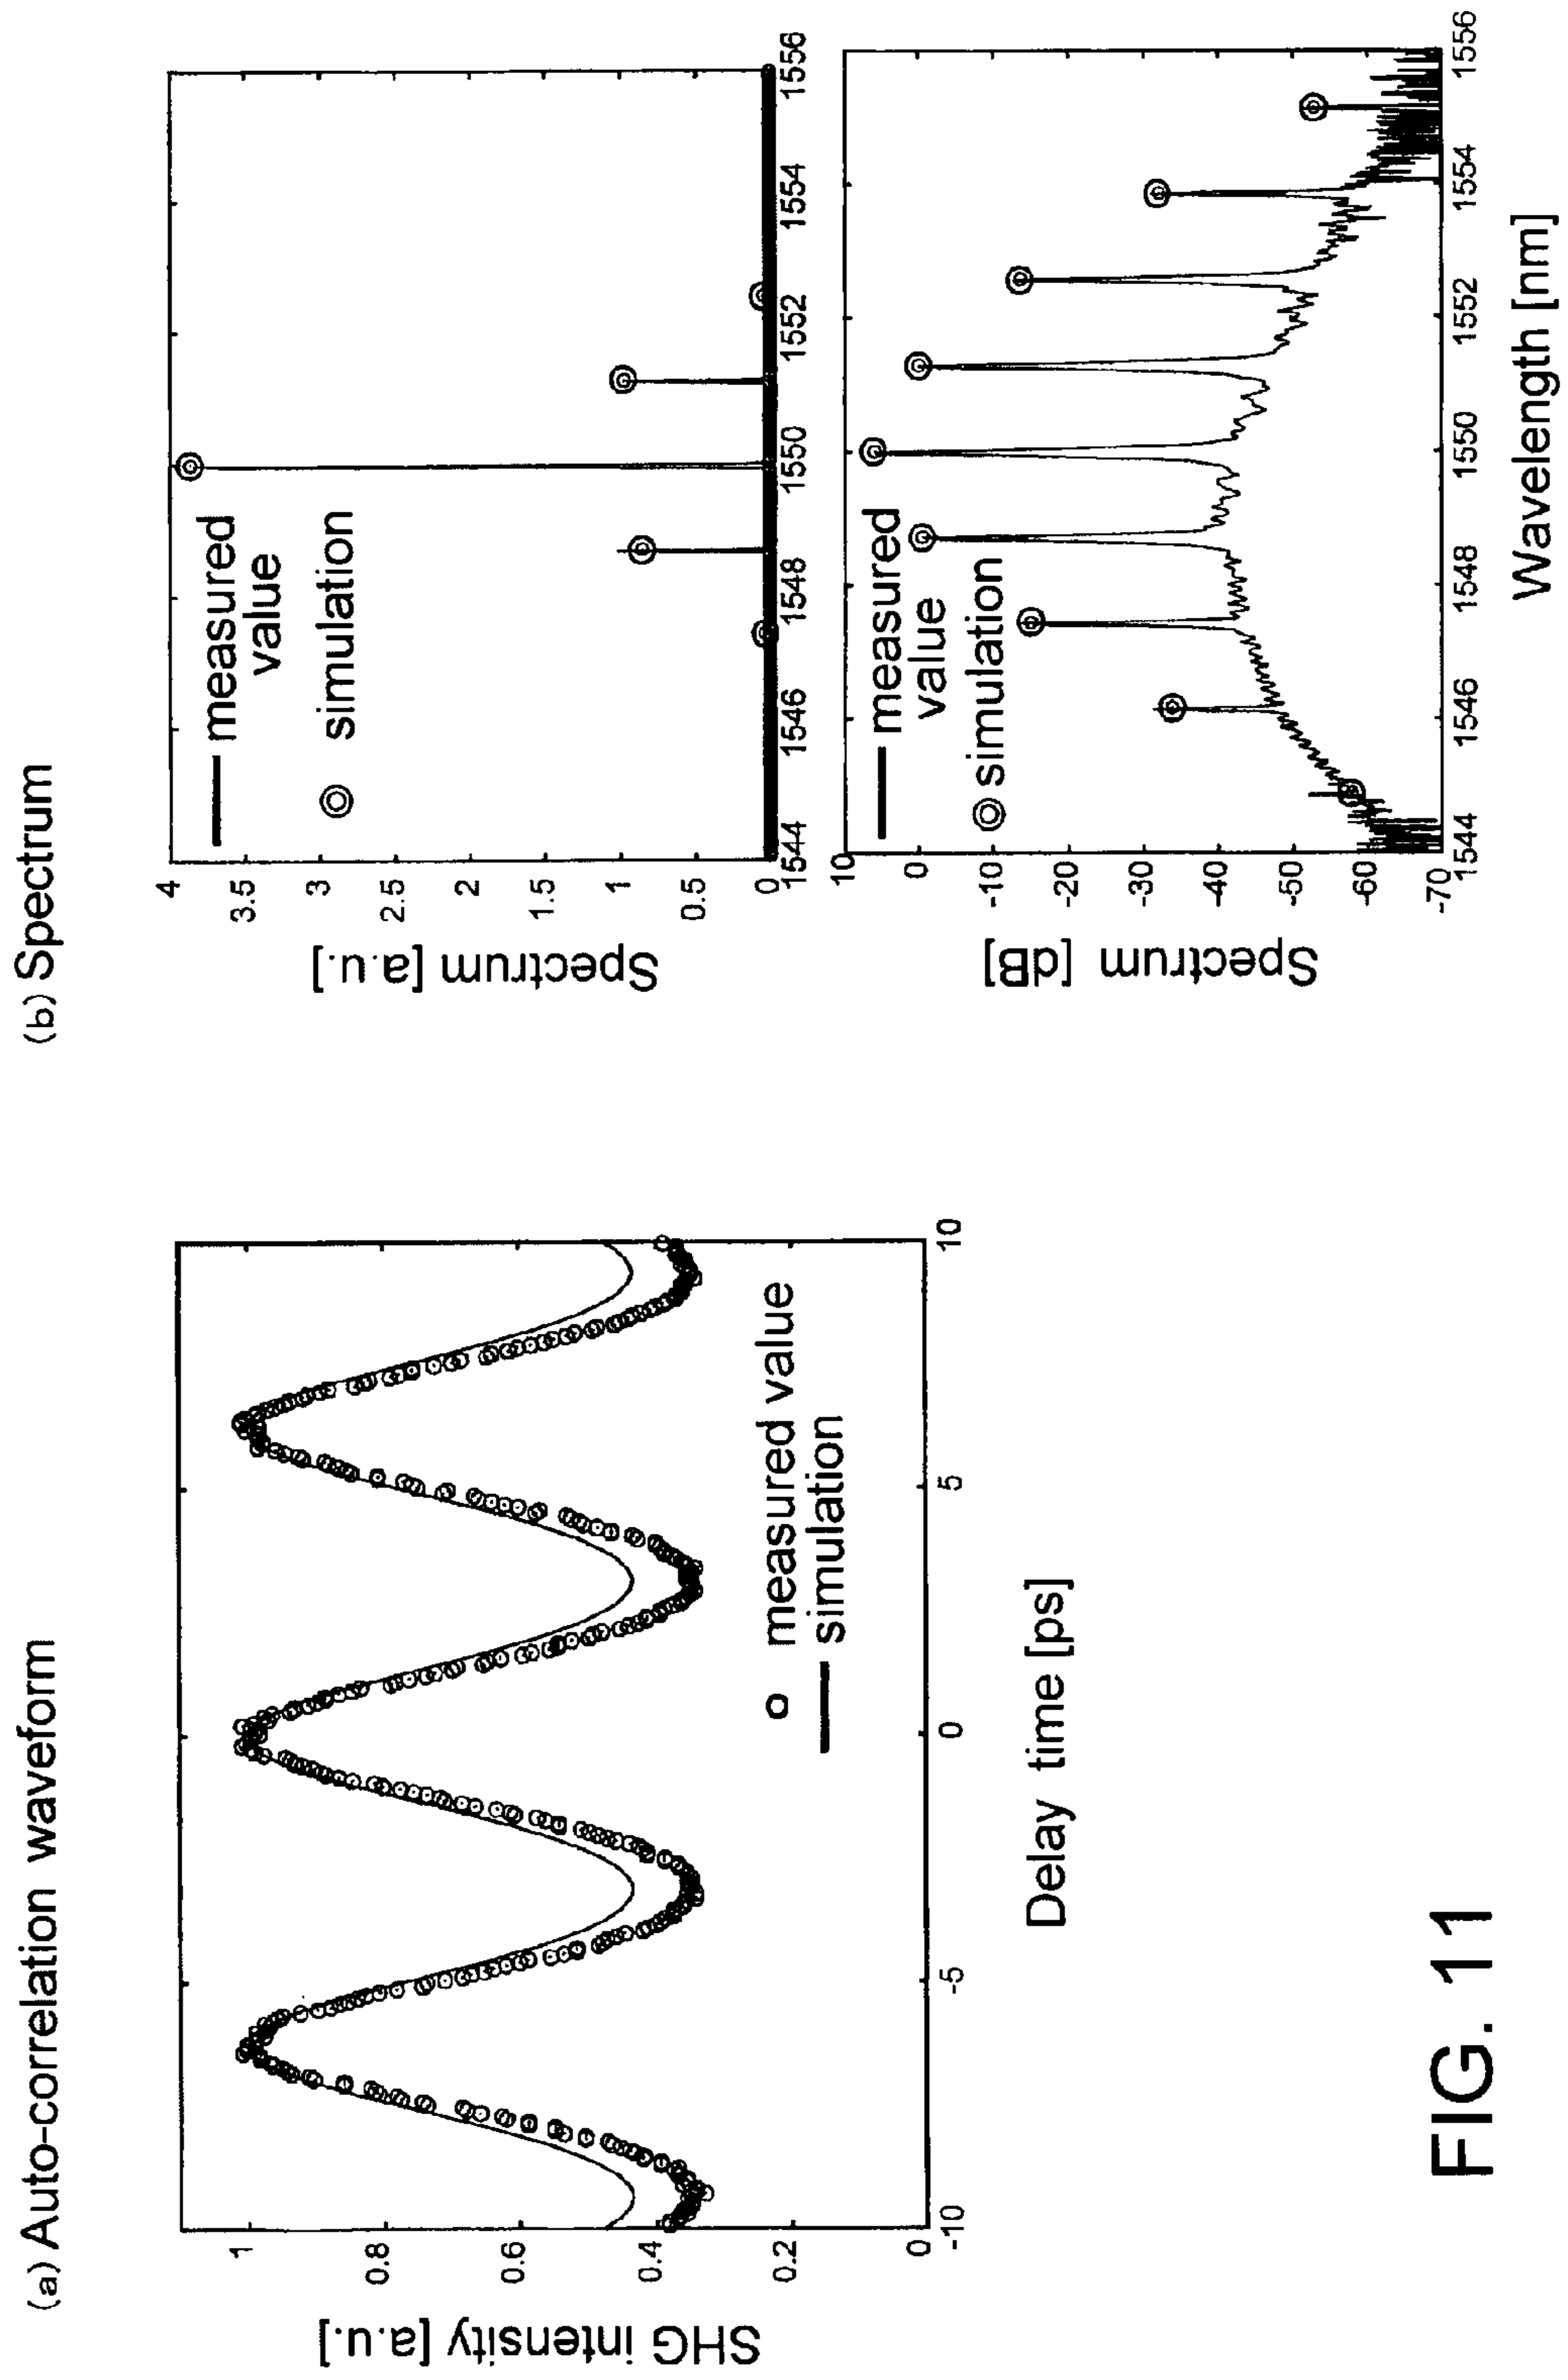 (a) Auto-correlation waveform
SHG intensity [a.u.]
1
0.8
0.6
0.4
0.2
0
-10
-5
0
5
10
measured value
simulation
Delay time [ps]
(b) Spectrum
Spectrum [a.u.]
4
3.5
3
2.5
2
1.5
1
0.5
0
1544
1546
1548
1550
1552
1554
1556
measured
value
simulation
Spectrum [dB]
10
0
-10
-20
-30
-40
-50
-60
-70
1544
1546
1548
1550
1552
1554
1556
measured
value
simulation
Wavelength [nm]
FIG. 11